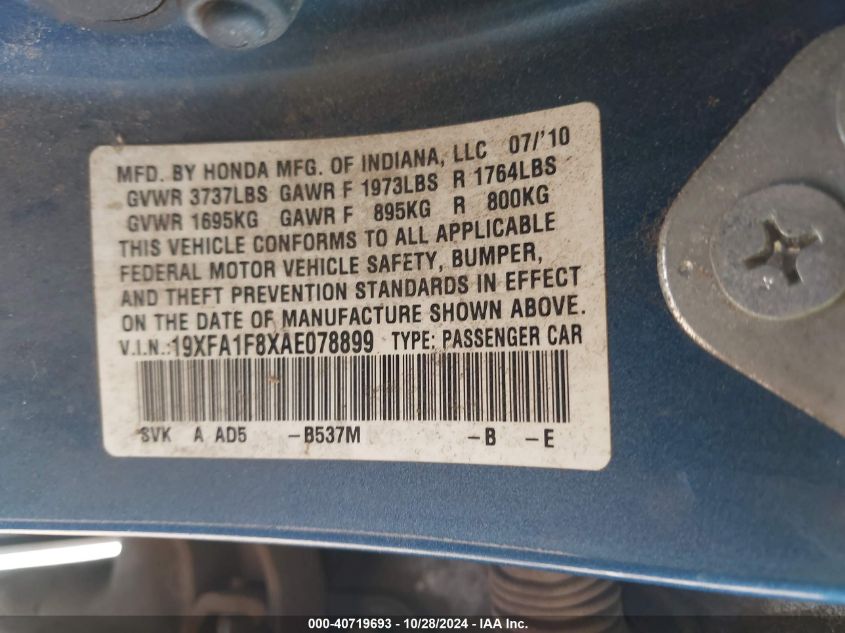 MFD. BY HONDA MFG. OF INDIANA, LLC 07/'10
GVWR 3737LBS GAWR F 1973LBS R 1764LBS
GVWR 1695KG GAWR F 895KG R 800KG
THIS VEHICLE CONFORMS TO ALL APPLICABLE
FEDERAL MOTOR VEHICLE SAFETY, BUMPER,
AND THEFT PREVENTION STANDARDS IN EFFECT
ON THE DATE OF MANUFACTURE SHOWN ABOVE.
V.I.N.:19XFA1F8XAE078899 TYPE: PASSENGER CAR
SVK A AD5 -B537M -B -E
000-40719693 / 10/28/2024 - IAA Inc.